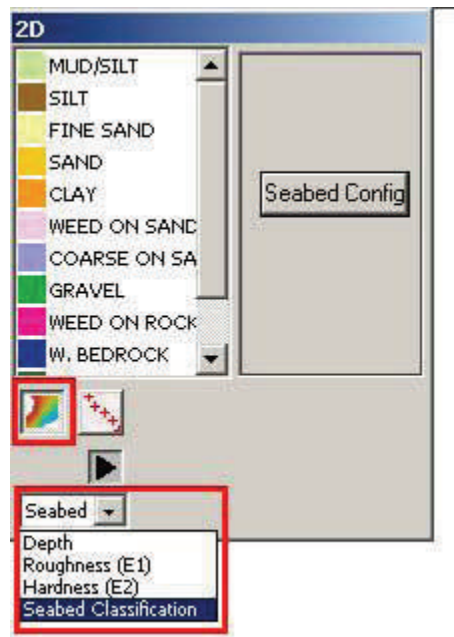 2D
MUD/SILT
SILT
FINE SAND
SAND
CLAY
WEED ON SAND
COARSE ON SA
GRAVEL
WEED ON ROCK
W. BEDROCK
Seabed Config
Seabed
Depth
Roughness (E1)
Hardness (E2)
Seabed Classification